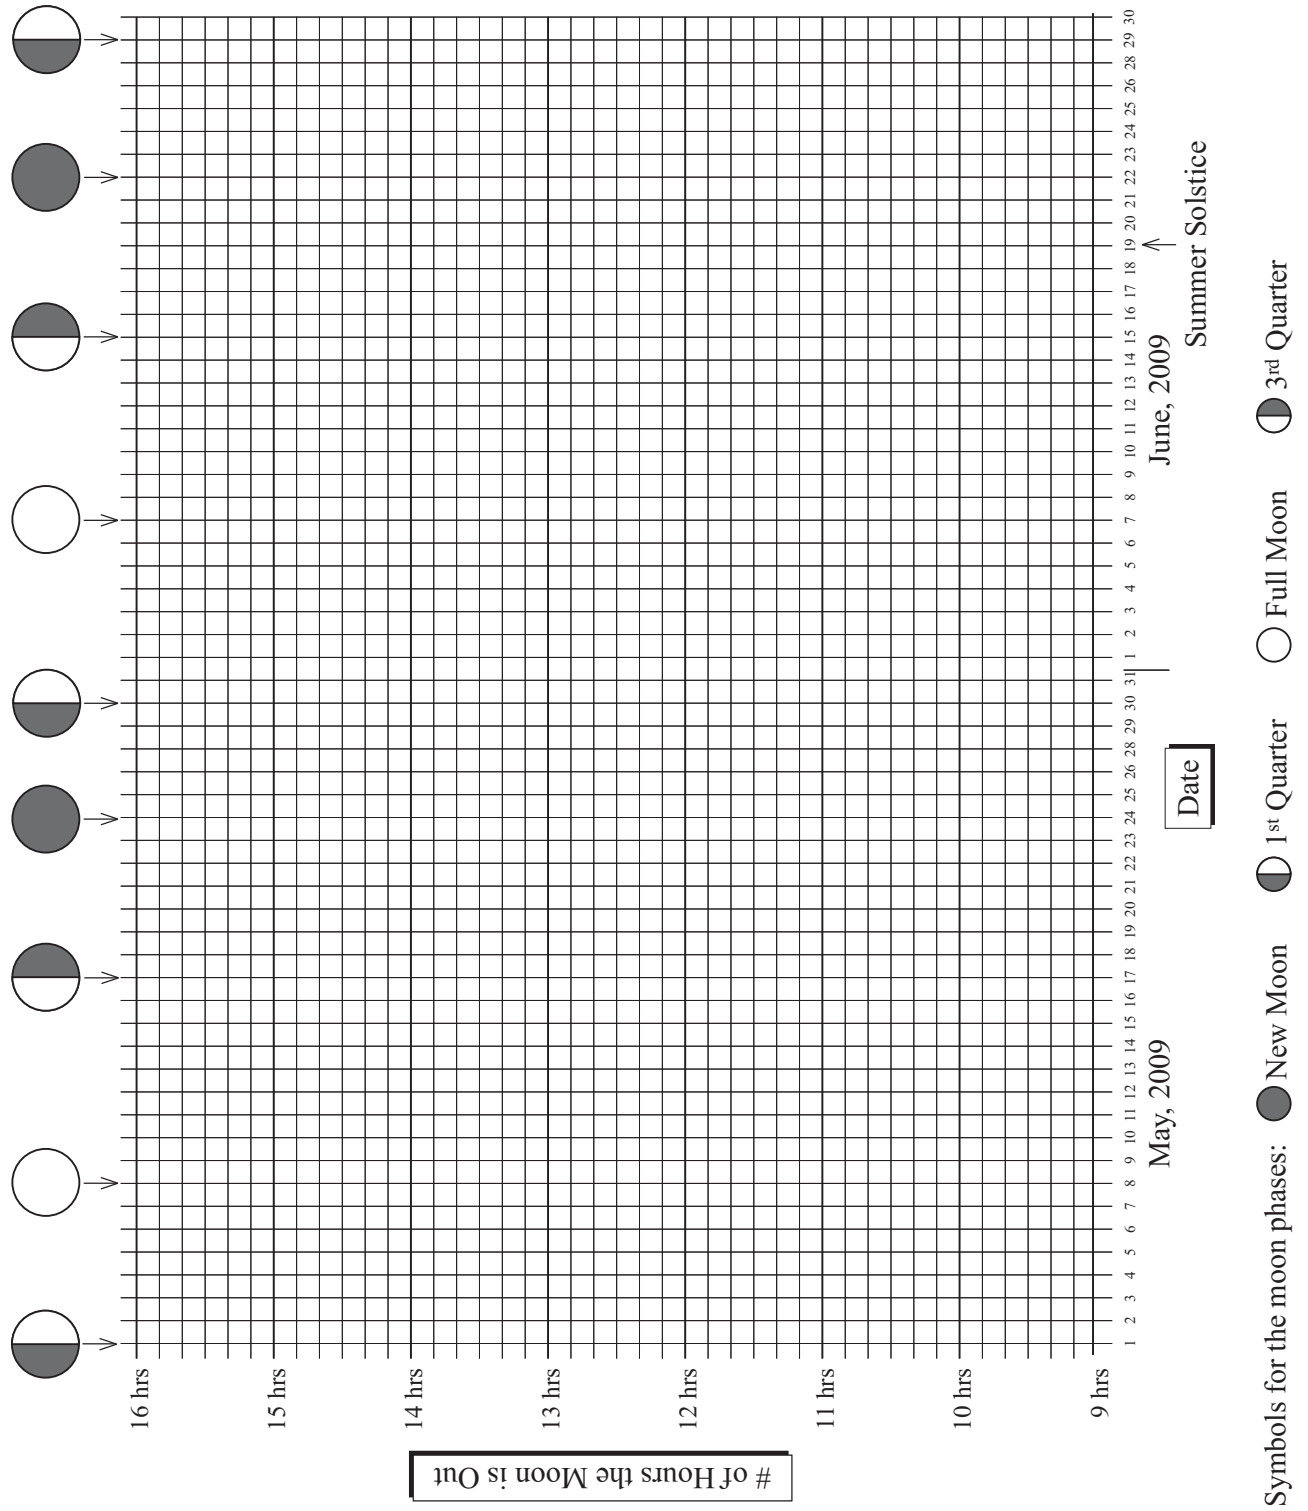 # of Hours the Moon is Out
16 hrs
15 hrs
14 hrs
13 hrs
12 hrs
11 hrs
10 hrs
9 hrs
1 2 3 4 5 6 7 8 9 10 11 12 13 14 15 16 17 18 19 20 21 22 23 24 25 26 28 29 30 31 1 2 3 4 5 6 7 8 9 10 11 12 13 14 15 16 17 18 19 20 21 22 23 24 25 26 28 29 30
May, 2009
June, 2009
Date
Summer Solstice
Symbols for the moon phases: New Moon 1st Quarter Full Moon 3rd Quarter